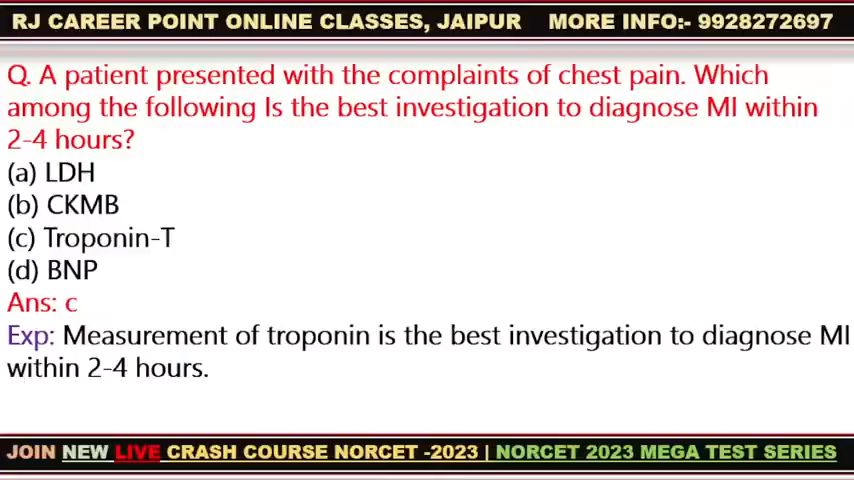 RJ CAREER POINT ONLINE CLASSES, JAIPUR MORE INFO:- 9928272697
Q. A patient presented with the complaints of chest pain. Which
among the following Is the best investigation to diagnose MI within
2-4 hours?
(a) LDH
(b) CKMB
(c) Troponin-T
(d) BNP
Ans: c
Exp: Measurement of troponin is the best investigation to diagnose MI
within 2-4 hours.
JOIN NEW LIVE CRASH COURSE NORCET -2023 | NORCET 2023 MEGA TEST SERIES